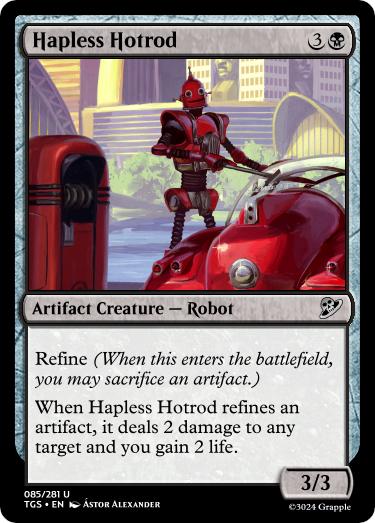 Hapless Hotrod 3
Artifact Creature — Robot
Refine (When this enters the battlefield,
you may sacrifice an artifact.)
When Hapless Hotrod refines an
artifact, it deals 2 damage to any
target and you gain 2 life.
3/3
085/281 U
TGS • EN Åstor Alexander
©3024 Grapple